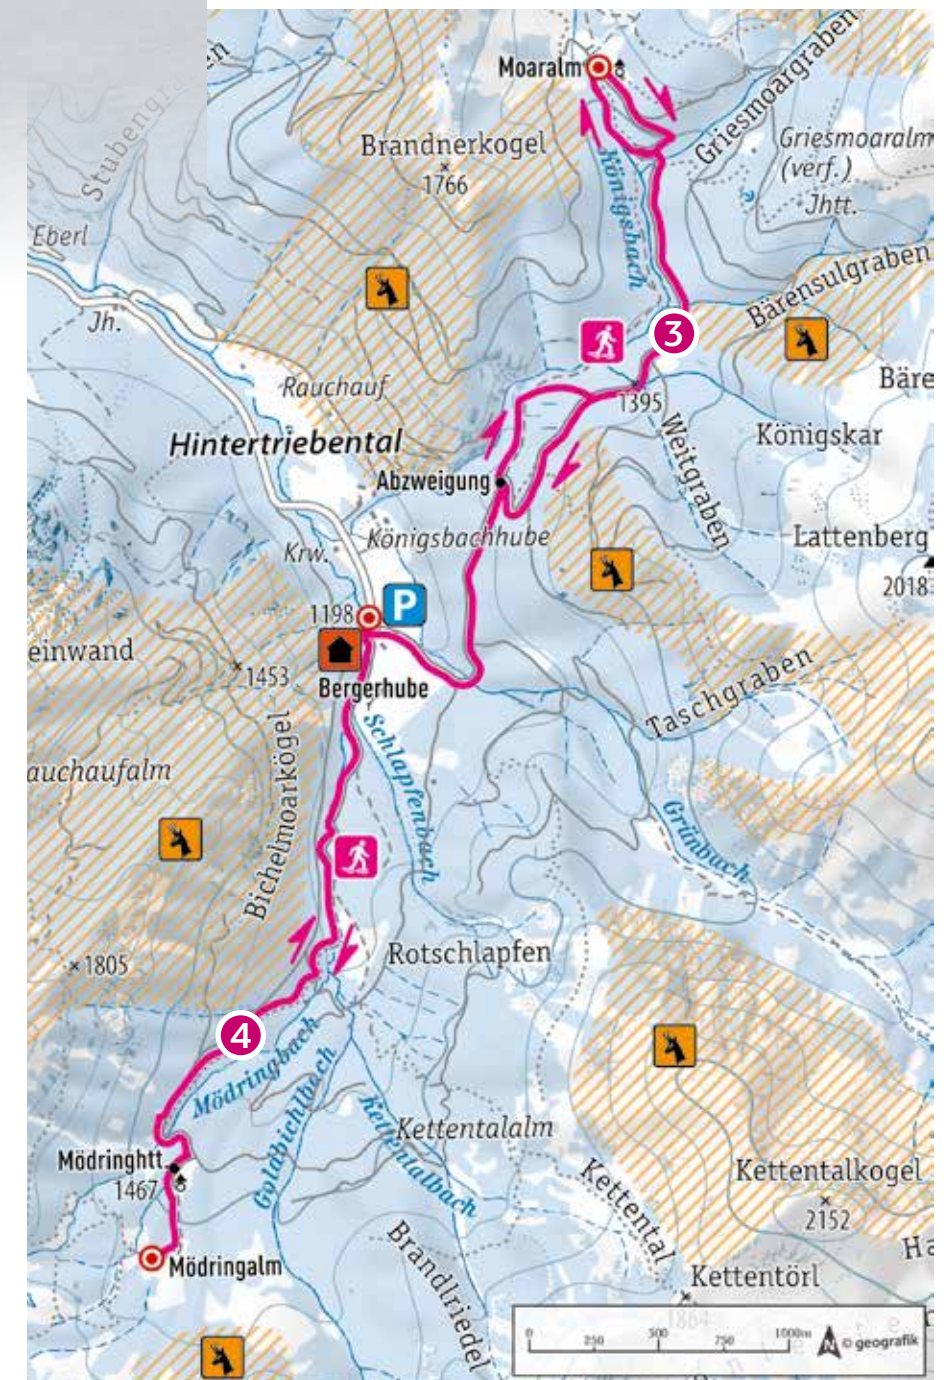 Stubengraben
Moaralm
Griesmoargraben
Brandnerkogel
1766
Griesmoaralm
(verf.)
Jhtt.
Königsbach
Eberl
Jh.
Bärensulgraben
3
Bäre
Rauchauf
1395
Hintertriebental
Weitgraben
Königskar
Abzweigung
Krw.
Königsbachhube
Lattenberg
2018
1198
P
einwand
1453
Bergerhube
Taschgraben
Schlapfenbach
auchaufalm
Bichelmoarkögel
Grünbach
1805
Rotschlapfen
4
Mödringbach
Goldbichlbach
Kettentalbach
Kettentalalm
Mödringhtt
1467
Kettental
Kettentalkogel
2152
Mödringalm
Brandlriedel
Ha
Kettentörl
1864
0 250 500 750 1000m
N
© geografik